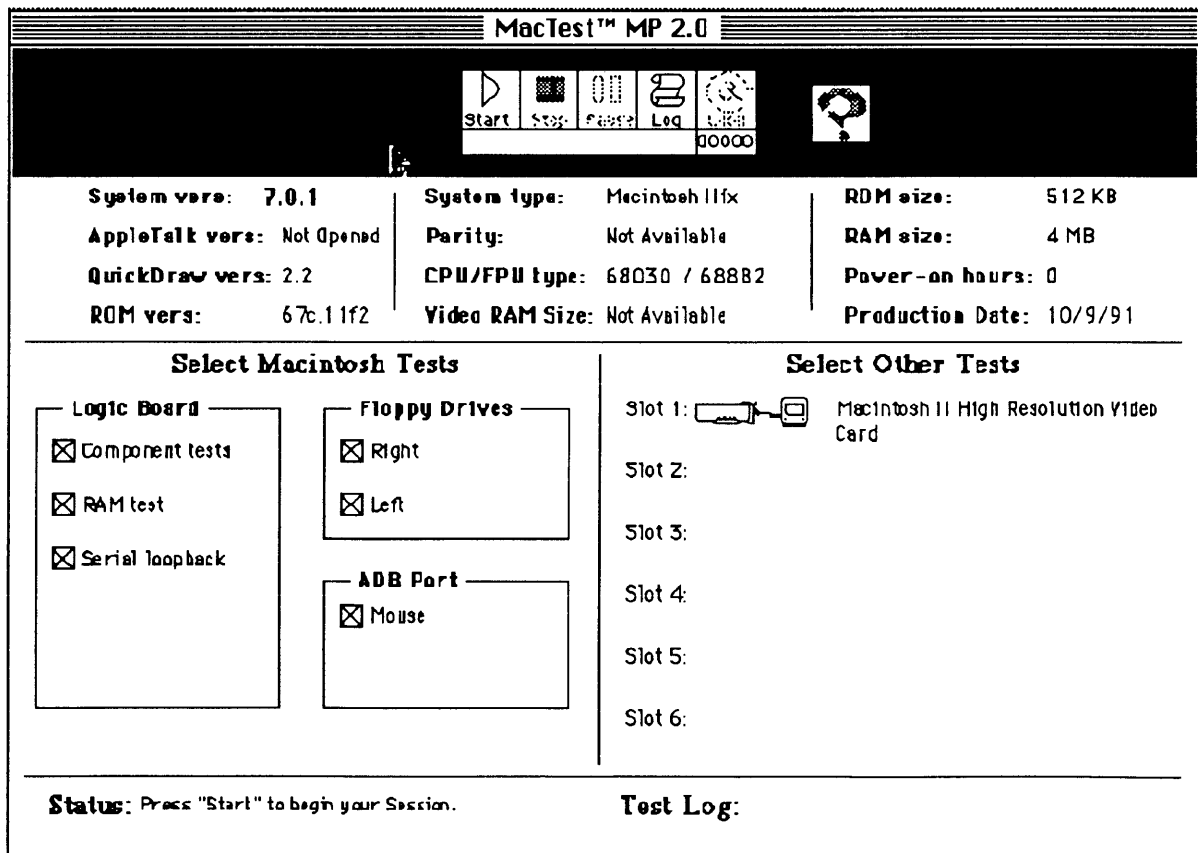 MacTest™ MP 2.0
Start Stop Pause Log
00000
System vers: 7.0.1
AppleTalk vers: Not Opened
QuickDraw vers: 2.2
ROM vers: 67c.11f2
System type: Macintosh IIfx
Parity: Not Available
CPU/FPU type: 68030 / 68882
Video RAM Size: Not Available
ROM size: 512 KB
RAM size: 4 MB
Power-on hours: 0
Production Date: 10/9/91
Select Macintosh Tests
Logic Board
Component tests
RAM test
Serial loopback
Floppy Drives
Right
Left
ADB Port
Mouse
Select Other Tests
Slot 1: Macintosh II High Resolution Video
Card
Slot 2:
Slot 3:
Slot 4:
Slot 5:
Slot 6:
Status: Press "Start" to begin your Session.
Test Log: